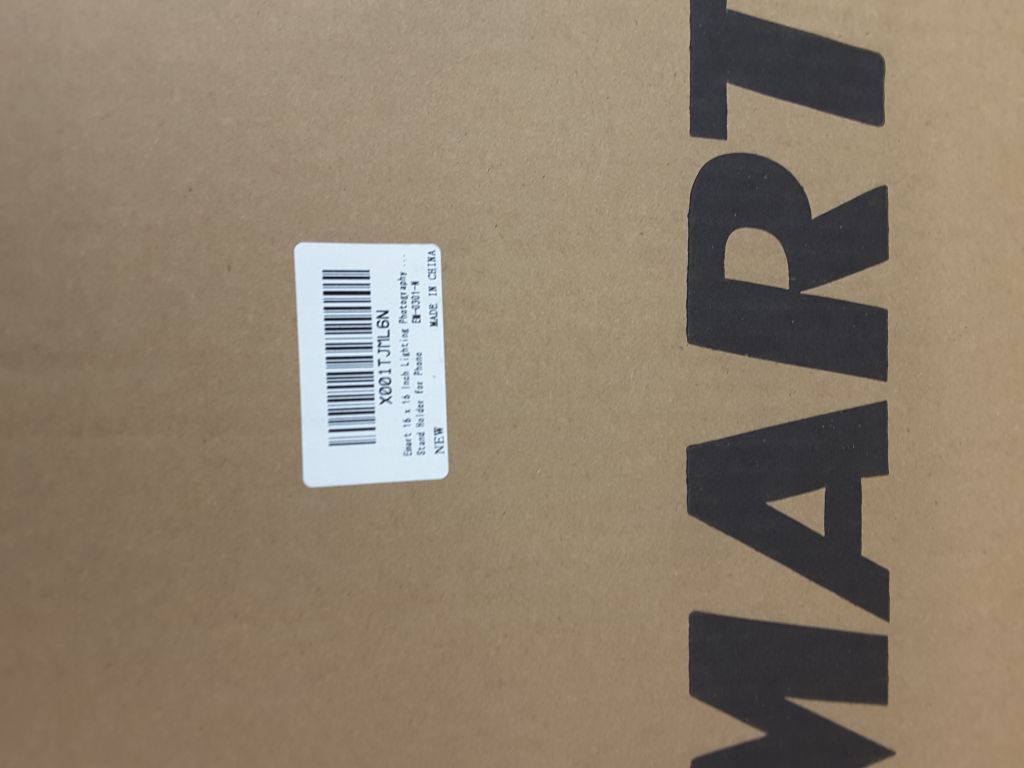 X001TJML6N
Emart 16 x 16 Inch Lighting Photography ...
Stand Holder for Phone EM-0301-N
NEW MADE IN CHINA
MART